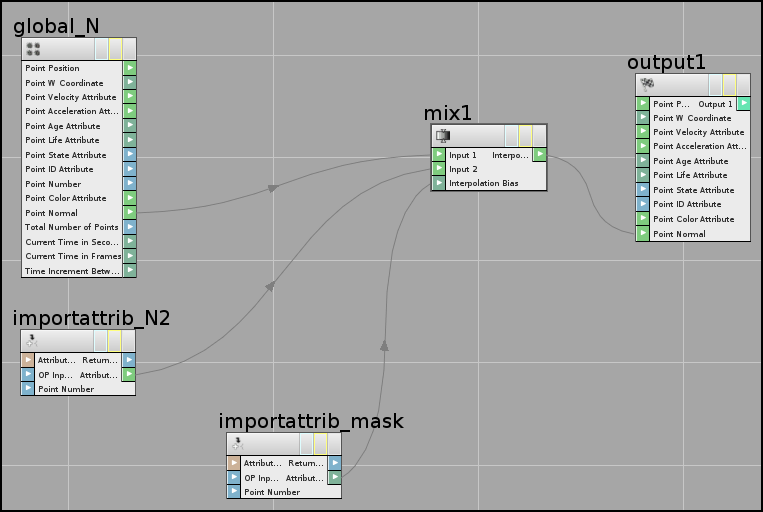 global_N
Point Position
Point W Coordinate
Point Velocity Attribute
Point Acceleration Att...
Point Age Attribute
Point Life Attribute
Point State Attribute
Point ID Attribute
Point Number
Point Color Attribute
Point Normal
Total Number of Points
Current Time in Seco...
Current Time in Frames
Time Increment Betw...
importattrib_N2
Attribut... Return...
OP Inp... Attribut...
Point Number
importattrib_mask
Attribut... Return...
OP Inp... Attribut...
Point Number
mix1
Input 1 Interpo...
Input 2
Interpolation Bias
output1
Point P... Output 1
Point W Coordinate
Point Velocity Attribute
Point Acceleration Att...
Point Age Attribute
Point Life Attribute
Point State Attribute
Point ID Attribute
Point Color Attribute
Point Normal